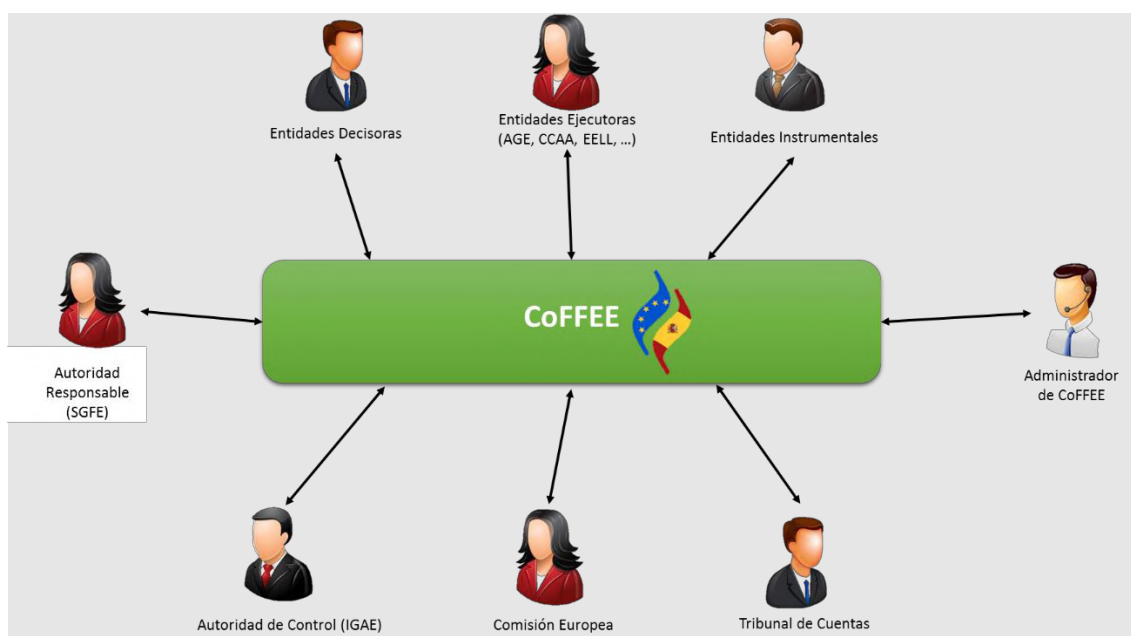 Entidades Decisoras
Entidades Ejecutoras
(AGE, CCAA, EELL, ...)
Entidades Instrumentales
CoFFEE
Autoridad
Responsable
(SGFE)
Administrador
de CoFFEE
Autoridad de Control (IGAE)
Comisión Europea
Tribunal de Cuentas